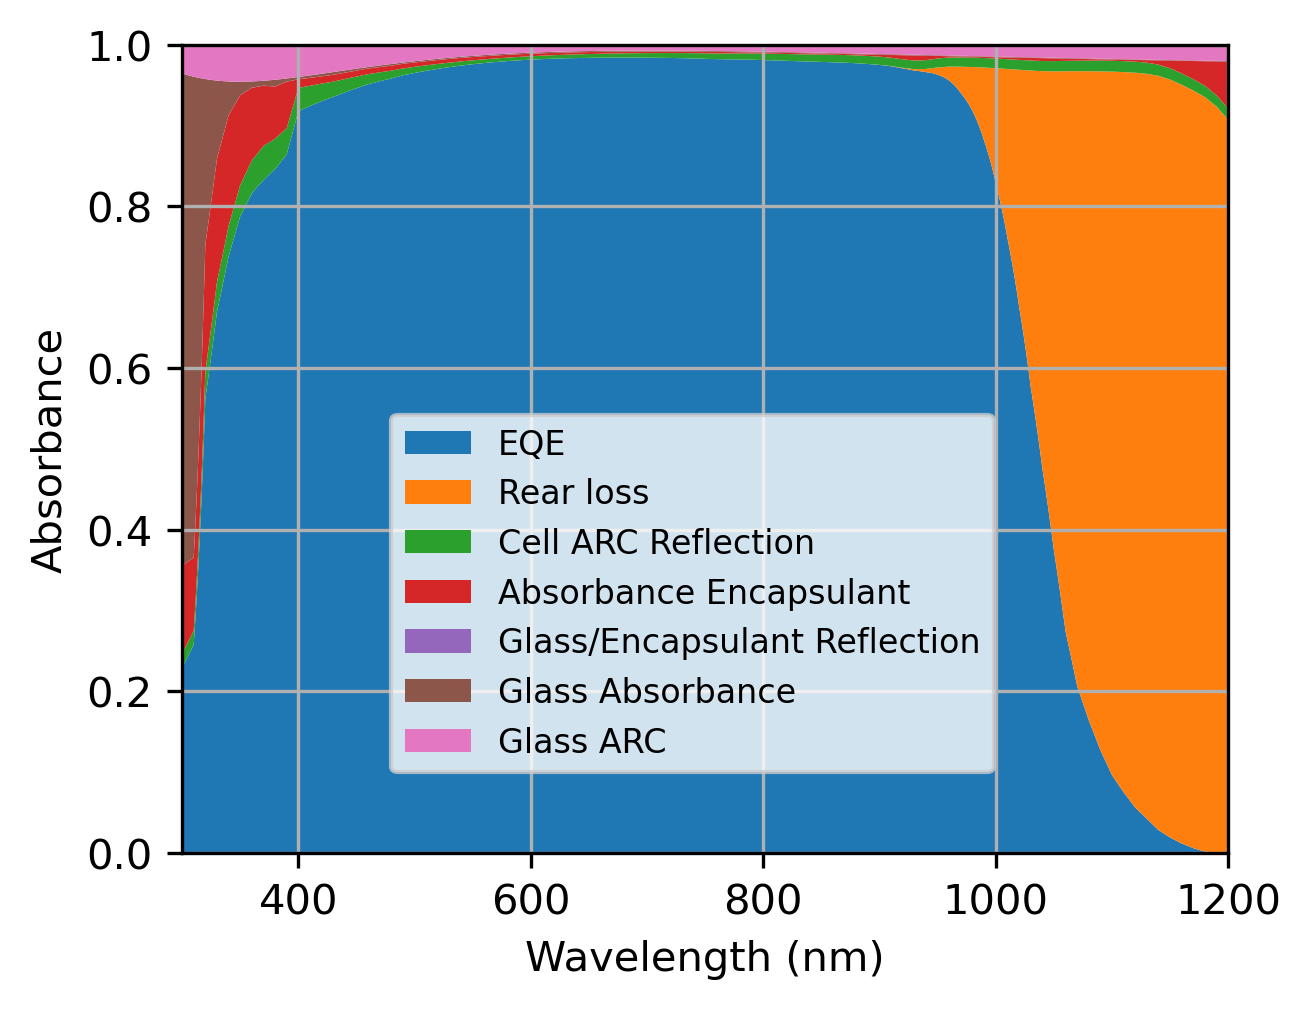 1.0
0.8
0.6
0.4
0.2
0.0
Absorbance
EQE
Rear loss
Cell ARC Reflection
Absorbance Encapsulant
Glass/Encapsulant Reflection
Glass Absorbance
Glass ARC
400 600 800 1000 1200
Wavelength (nm)